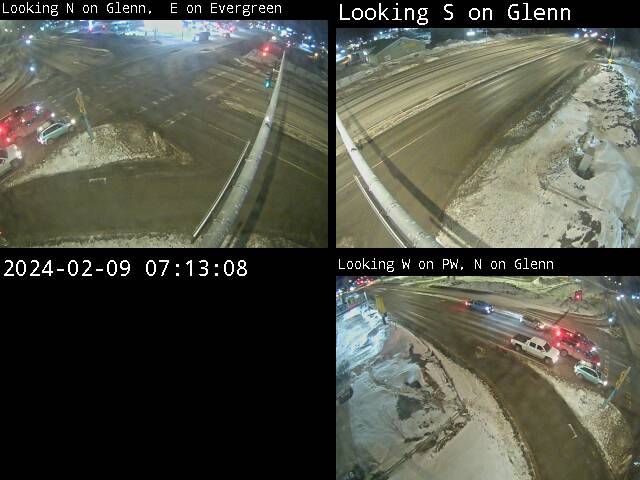 Looking N on Glenn,  E on Evergreen
Looking S on Glenn
2024-02-09 07:13:08
Looking W on PW, N on Glenn